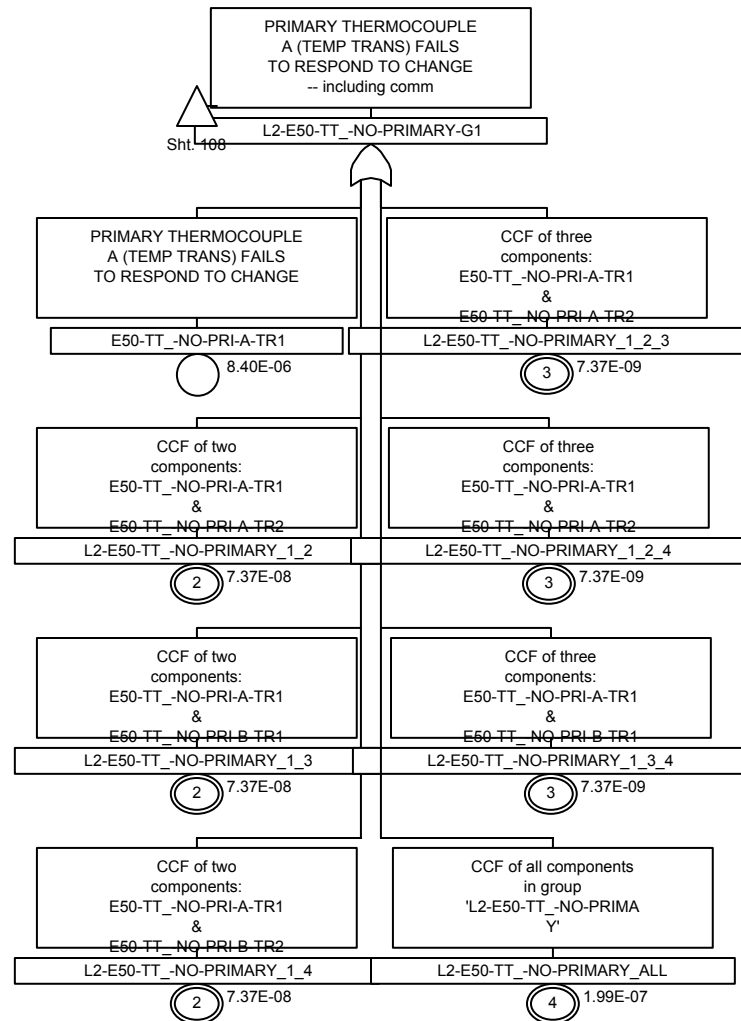 PRIMARY THERMOCOUPLE
A (TEMP TRANS) FAILS
TO RESPOND TO CHANGE
-- including comm
L2-E50-TT_-NO-PRIMARY-G1
Sht. 108
PRIMARY THERMOCOUPLE
A (TEMP TRANS) FAILS
TO RESPOND TO CHANGE
E50-TT_-NO-PRI-A-TR1
8.40E-06
CCF of three
components:
E50-TT_-NO-PRI-A-TR1
&
E50-TT_-NO-PRI-A-TR2
L2-E50-TT_-NO-PRIMARY_1_2_3
3
7.37E-09
CCF of two
components:
E50-TT_-NO-PRI-A-TR1
&
E50-TT_-NO-PRI-A-TR2
L2-E50-TT_-NO-PRIMARY_1_2
2
7.37E-08
CCF of three
components:
E50-TT_-NO-PRI-A-TR1
&
E50-TT_-NO-PRI-A-TR2
L2-E50-TT_-NO-PRIMARY_1_2_4
3
7.37E-09
CCF of two
components:
E50-TT_-NO-PRI-A-TR1
&
E50-TT_-NO-PRI-B-TR1
L2-E50-TT_-NO-PRIMARY_1_3
2
7.37E-08
CCF of three
components:
E50-TT_-NO-PRI-A-TR1
&
E50-TT_-NO-PRI-B-TR1
L2-E50-TT_-NO-PRIMARY_1_3_4
3
7.37E-09
CCF of two
components:
E50-TT_-NO-PRI-A-TR1
&
E50-TT_-NO-PRI-B-TR2
L2-E50-TT_-NO-PRIMARY_1_4
2
7.37E-08
CCF of all components
in group
'L2-E50-TT_-NO-PRIMA
Y'
L2-E50-TT_-NO-PRIMARY_ALL
4
1.99E-07